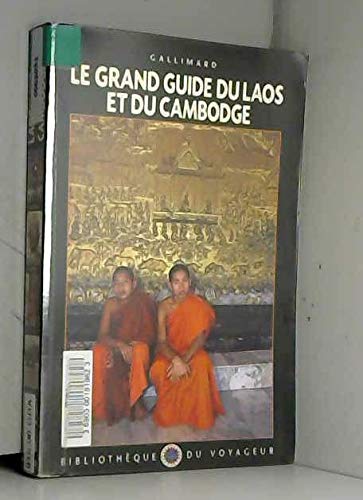 GALLIMARD
LE GRAND GUIDE DU LAOS
ET DU CAMBODGE
BIBLIOTHÈQUE DU VOYAGEUR